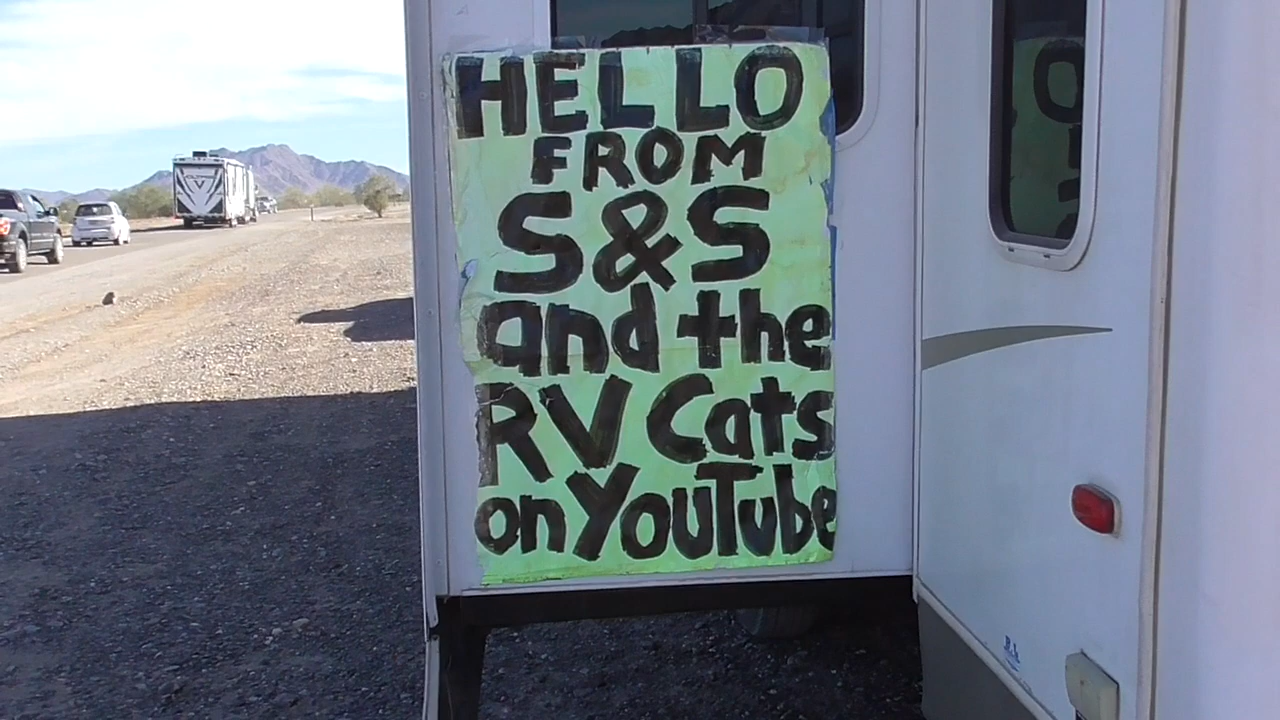 HELLO
FROM
S&S
and the
RV Cats
on YouTube